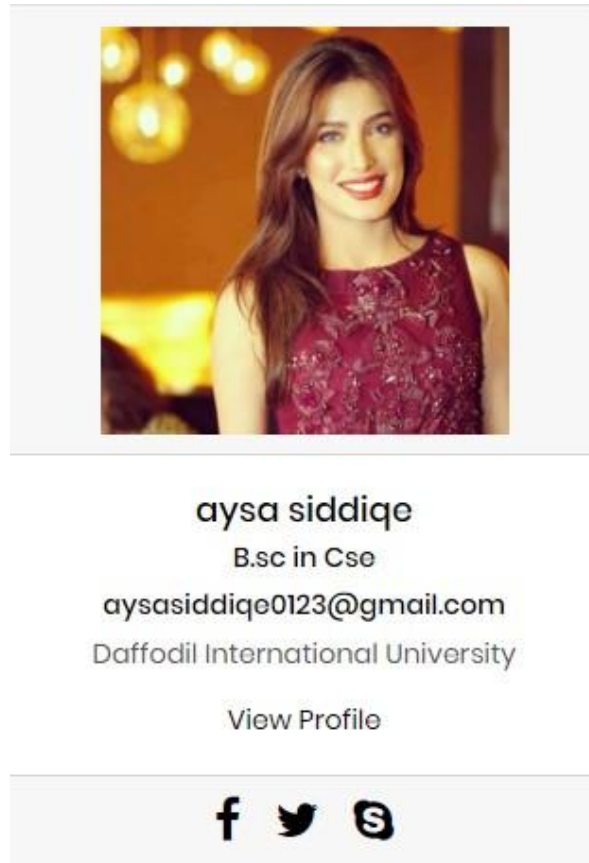 aysa siddiqe
B.sc in Cse
aysasiddiqe0123@gmail.com
Daffodil International University
View Profile